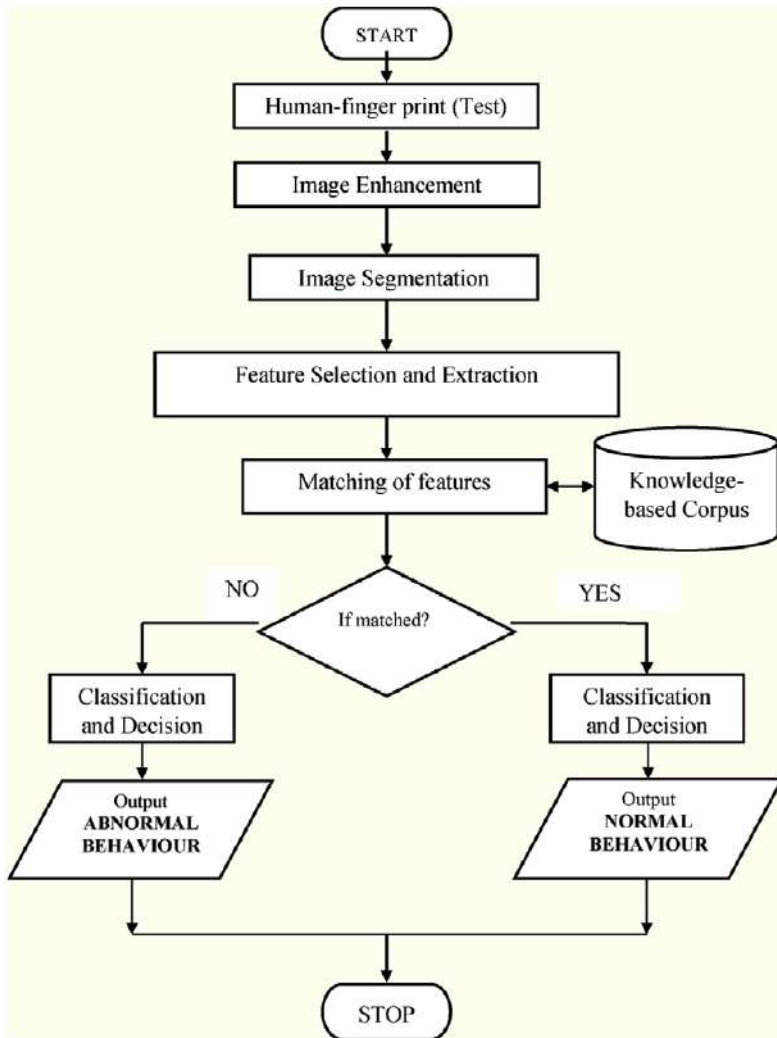 START
Human-finger print (Test)
Image Enhancement
Image Segmentation
Feature Selection and Extraction
Matching of features
Knowledge-
based Corpus
If matched?
NO
YES
Classification
and Decision
Classification
and Decision
Output
ABNORMAL
BEHAVIOUR
Output
NORMAL
BEHAVIOUR
STOP